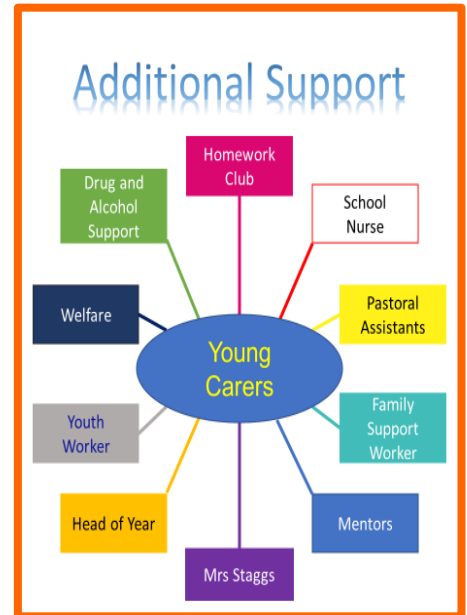 Additional Support
Homework
Club
Drug and
Alcohol
Support
School
Nurse
Welfare
Pastoral
Assistants
Young
Carers
Youth
Worker
Family
Support
Worker
Head of Year
Mentors
Mrs Staggs